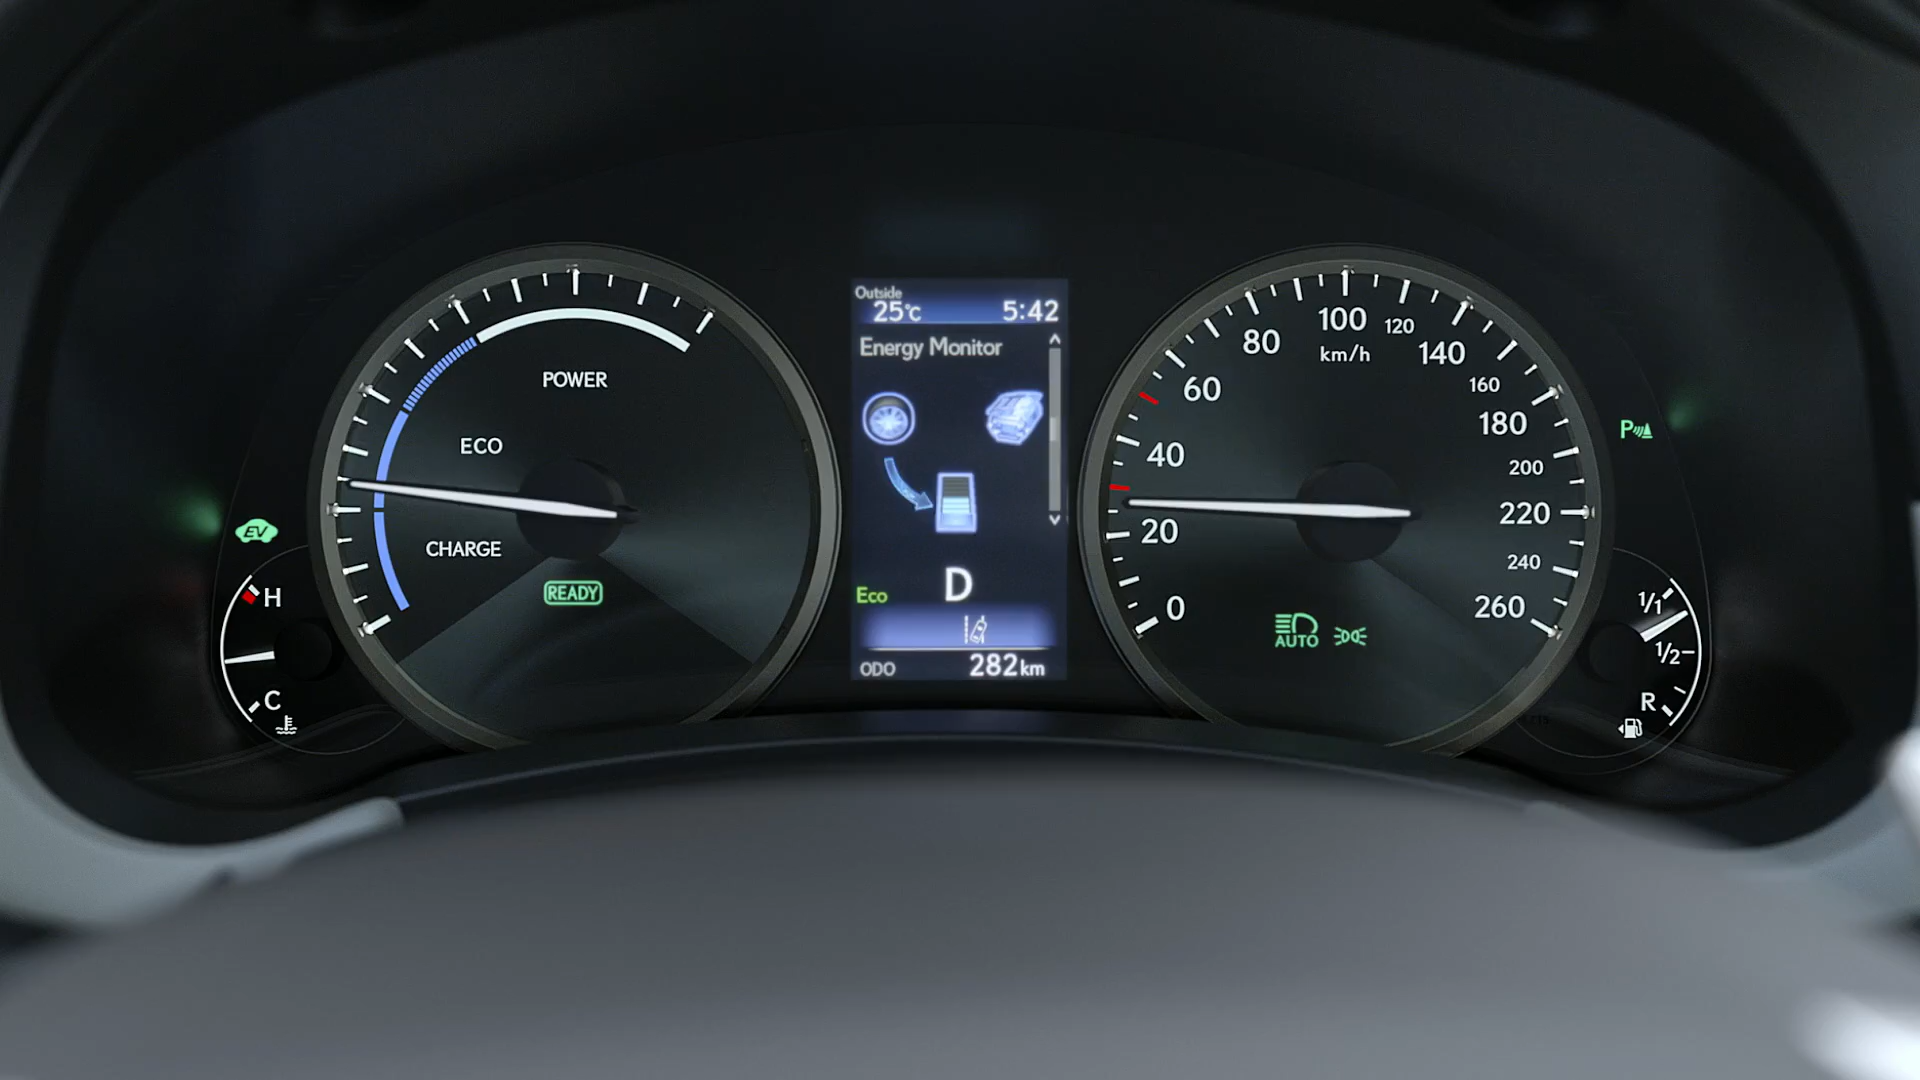 POWER
ECO
CHARGE
READY
EV
H
C
Outside
25°C 5:42
Energy Monitor
D
Eco
ODO 282km
0
20
40
60
80
100
km/h
120
140
160
180
200
220
240
260
AUTO
P
1/1
1/2
R